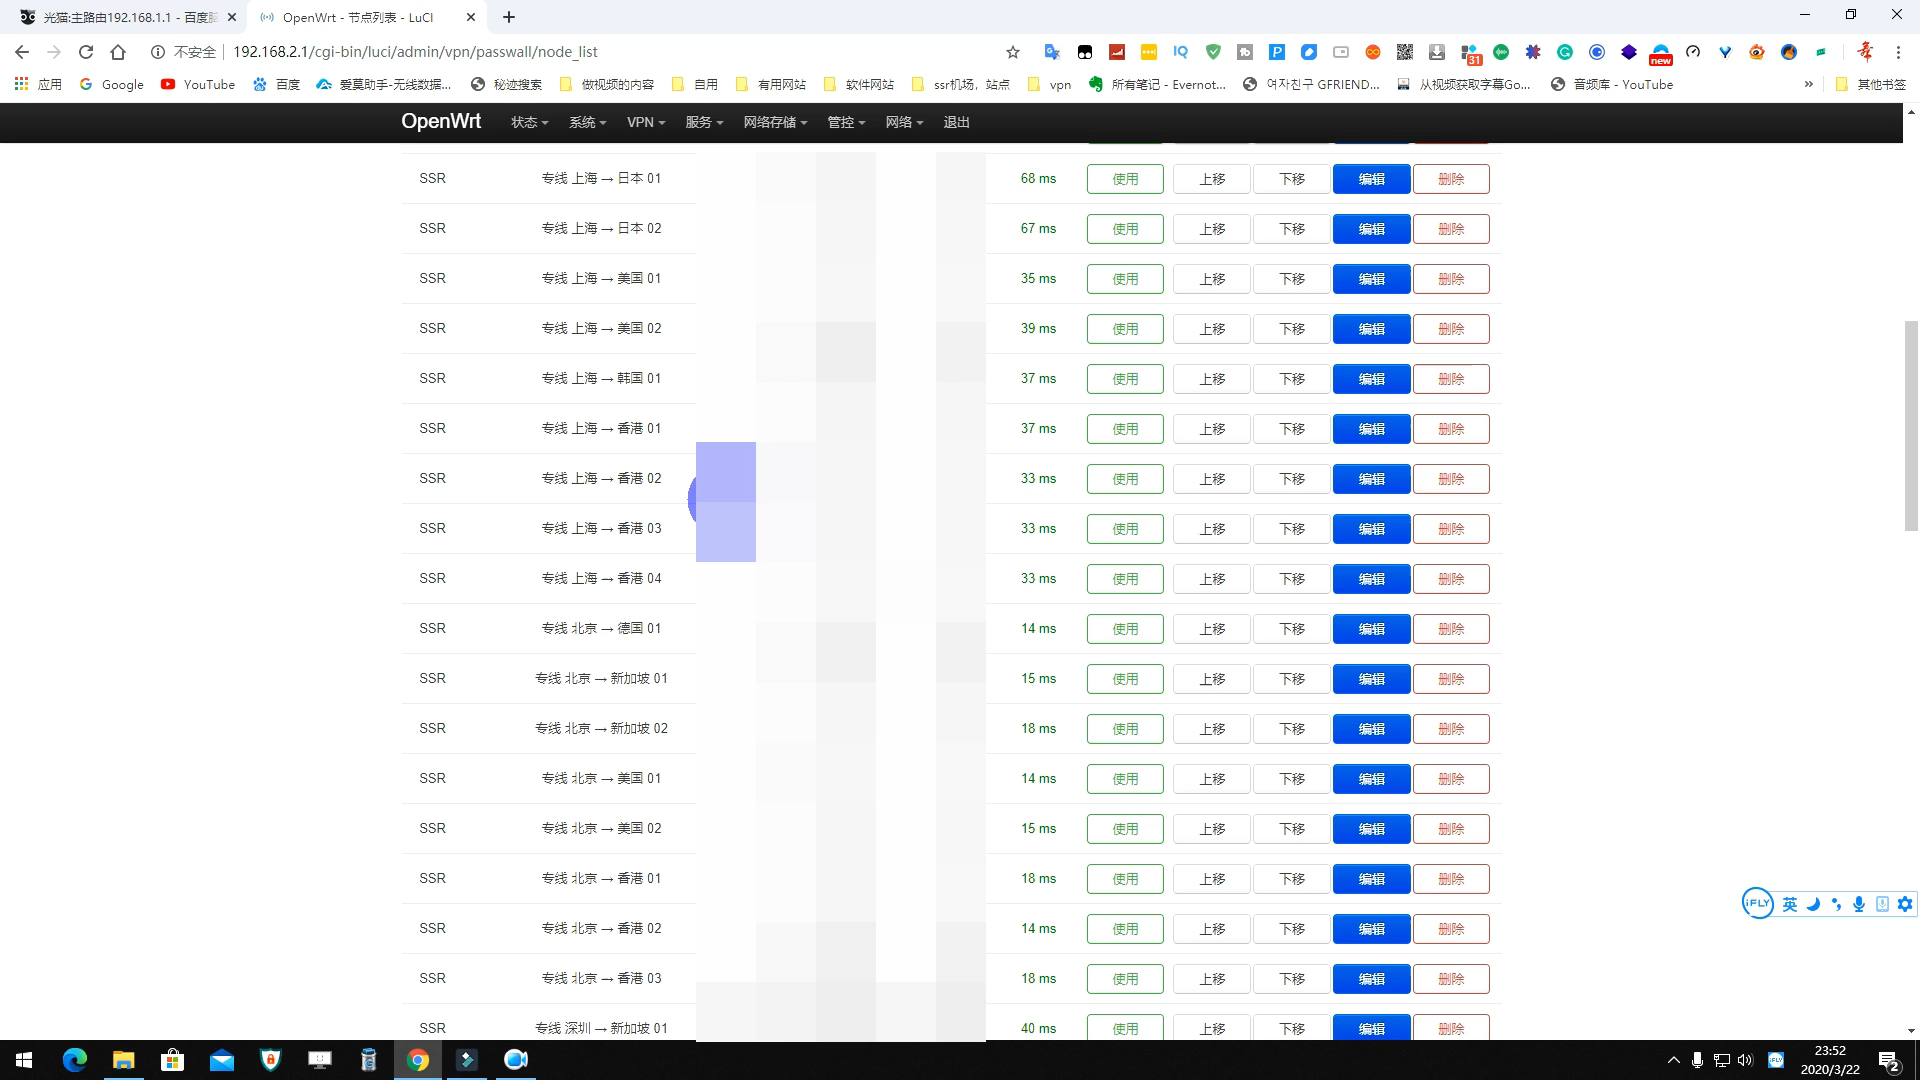 光猫:主路由192.168.1.1 - 百度
OpenWrt - 节点列表 - LuCI
不安全 192.168.2.1/cgi-bin/luci/admin/vpn/passwall/node_list
IQ 31 new
应用 Google YouTube 百度 爱莫助手-无线数据... 秘迹搜索 做视频的内容 自用 有用网站 软件网站 ssr机场，站点 vpn 所有笔记 - Evernot... 여자친구 GFRIEND... 从视频获取字幕Go... 音频库 - YouTube » 其他书签
OpenWrt 状态 系统 VPN 服务 网络存储 管控 网络 退出
SSR 专线 上海 → 日本 01 68 ms 使用 上移 下移 编辑 删除
SSR 专线 上海 → 日本 02 67 ms 使用 上移 下移 编辑 删除
SSR 专线 上海 → 美国 01 35 ms 使用 上移 下移 编辑 删除
SSR 专线 上海 → 美国 02 39 ms 使用 上移 下移 编辑 删除
SSR 专线 上海 → 韩国 01 37 ms 使用 上移 下移 编辑 删除
SSR 专线 上海 → 香港 01 37 ms 使用 上移 下移 编辑 删除
SSR 专线 上海 → 香港 02 33 ms 使用 上移 下移 编辑 删除
SSR 专线 上海 → 香港 03 33 ms 使用 上移 下移 编辑 删除
SSR 专线 上海 → 香港 04 33 ms 使用 上移 下移 编辑 删除
SSR 专线 北京 → 德国 01 14 ms 使用 上移 下移 编辑 删除
SSR 专线 北京 → 新加坡 01 15 ms 使用 上移 下移 编辑 删除
SSR 专线 北京 → 新加坡 02 18 ms 使用 上移 下移 编辑 删除
SSR 专线 北京 → 美国 01 14 ms 使用 上移 下移 编辑 删除
SSR 专线 北京 → 美国 02 15 ms 使用 上移 下移 编辑 删除
SSR 专线 北京 → 香港 01 18 ms 使用 上移 下移 编辑 删除
iFLY 英
SSR 专线 北京 → 香港 02 14 ms 使用 上移 下移 编辑 删除
SSR 专线 北京 → 香港 03 18 ms 使用 上移 下移 编辑 删除
SSR 专线 深圳 → 新加坡 01 40 ms 使用 上移 下移 编辑 删除
23:52
2020/3/22
2